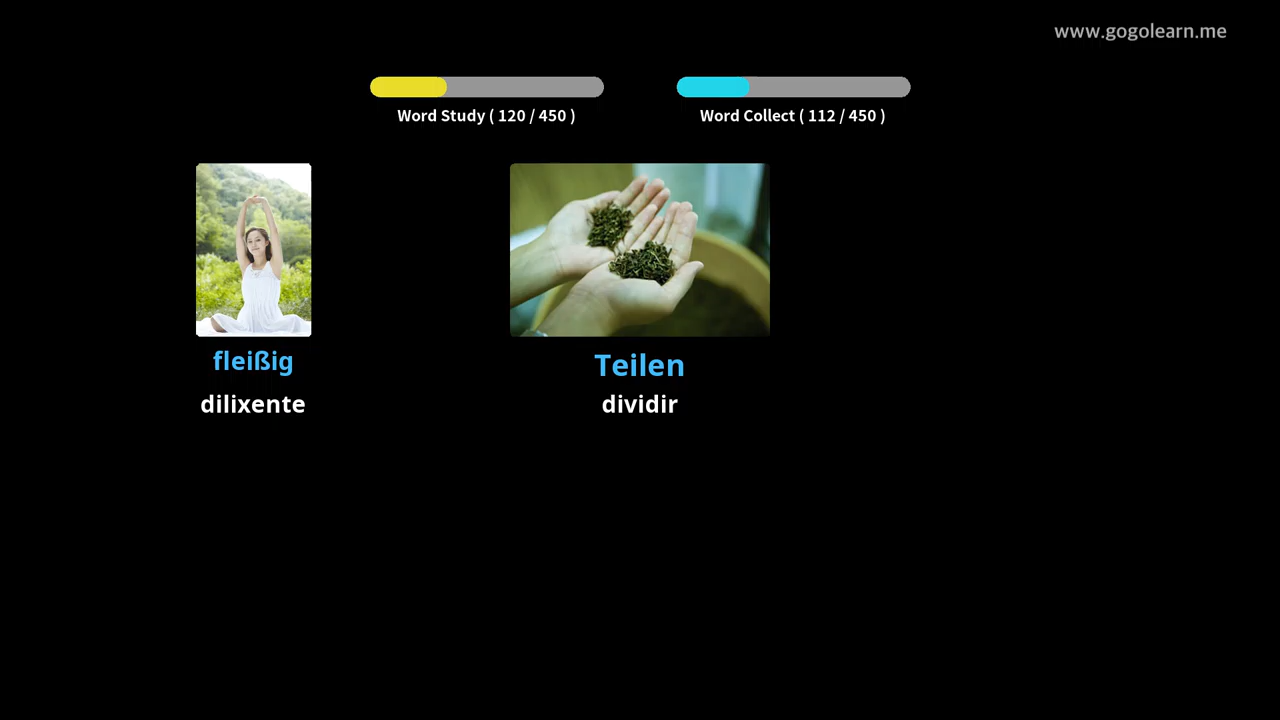 www.gogolearn.me
Word Study ( 120 / 450 )
Word Collect ( 112 / 450 )
fleißig
Teilen
dilixente
dividir